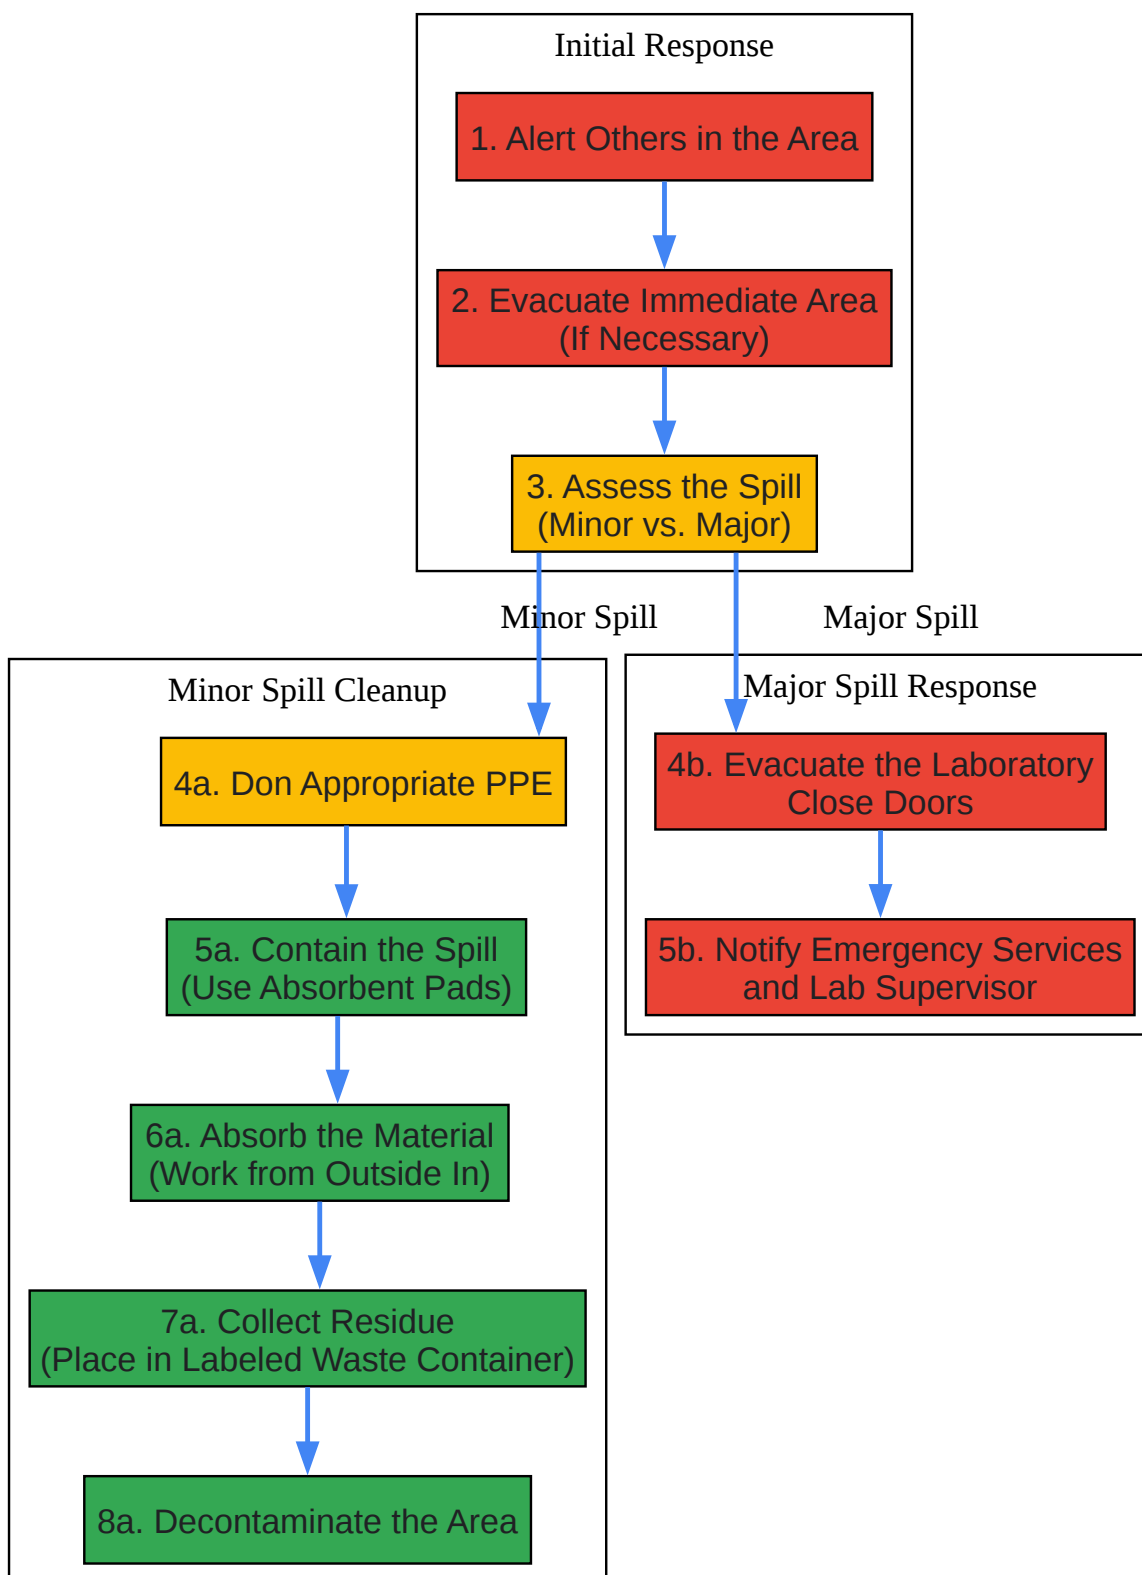 Initial Response
1. Alert Others in the Area
2. Evacuate Immediate Area
(If Necessary)
3. Assess the Spill
(Minor vs. Major)
Minor Spill
Major Spill
Minor Spill Cleanup
4a. Don Appropriate PPE
5a. Contain the Spill
(Use Absorbent Pads)
6a. Absorb the Material
(Work from Outside In)
7a. Collect Residue
(Place in Labeled Waste Container)
8a. Decontaminate the Area
Major Spill Response
4b. Evacuate the Laboratory
Close Doors
5b. Notify Emergency Services
and Lab Supervisor